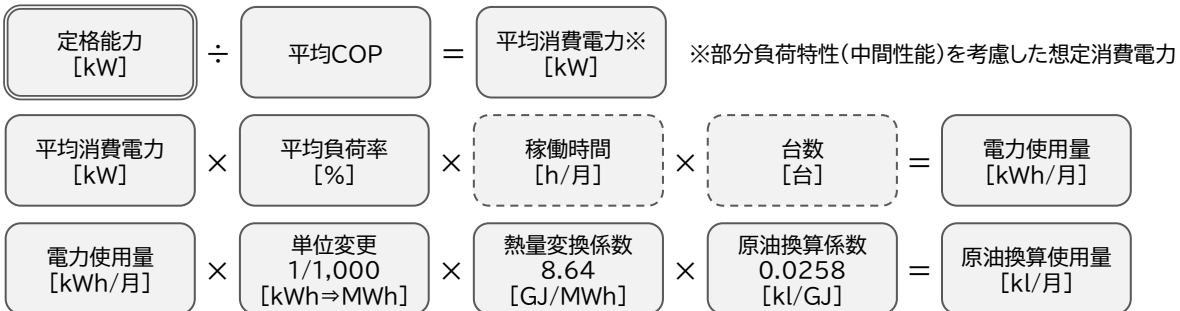 定格能力
[kW]
÷
平均COP
=
平均消費電力※
[kW]
※部分負荷特性(中間性能)を考慮した想定消費電力
平均消費電力
[kW]
×
平均負荷率
[%]
×
稼働時間
[h/月]
×
台数
[台]
=
電力使用量
[kWh/月]
電力使用量
[kWh/月]
×
単位変更
1/1,000
[kWh⇒MWh]
×
熱量変換係数
8.64
[GJ/MWh]
×
原油換算係数
0.0258
[kl/GJ]
=
原油換算使用量
[kl/月]